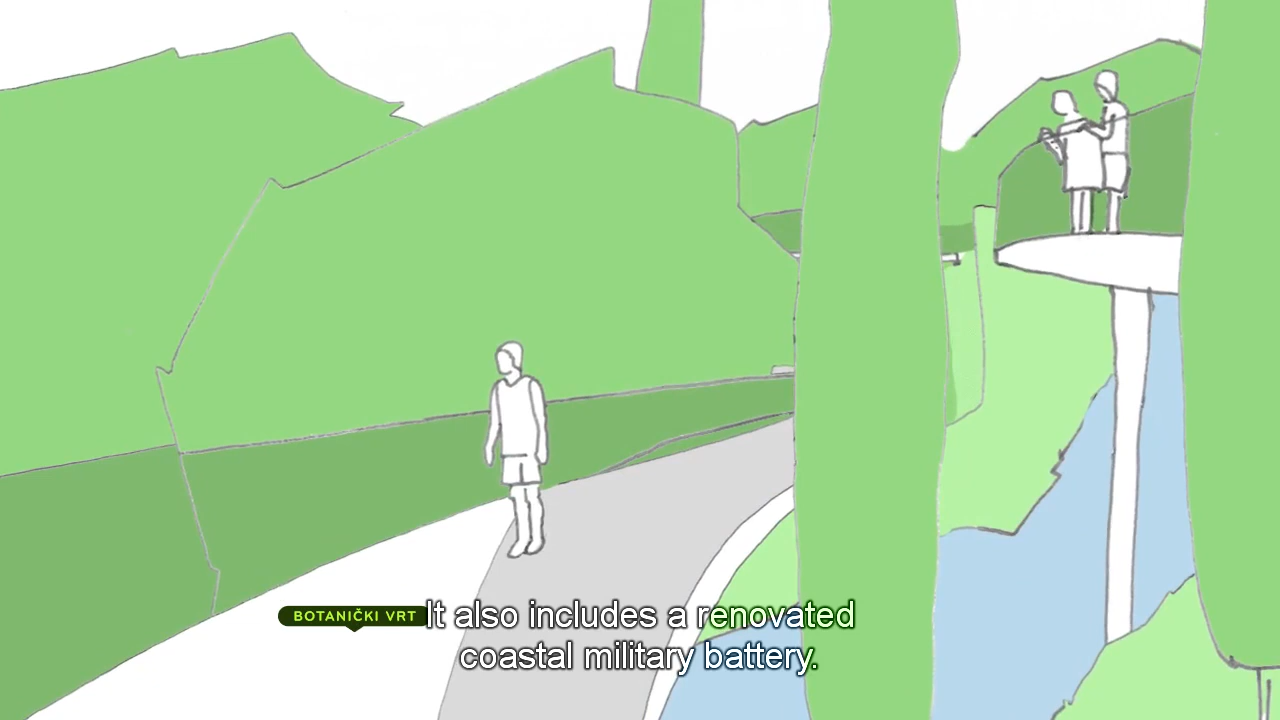 BOTANIČKI VRT
It also includes a renovated
coastal military battery.